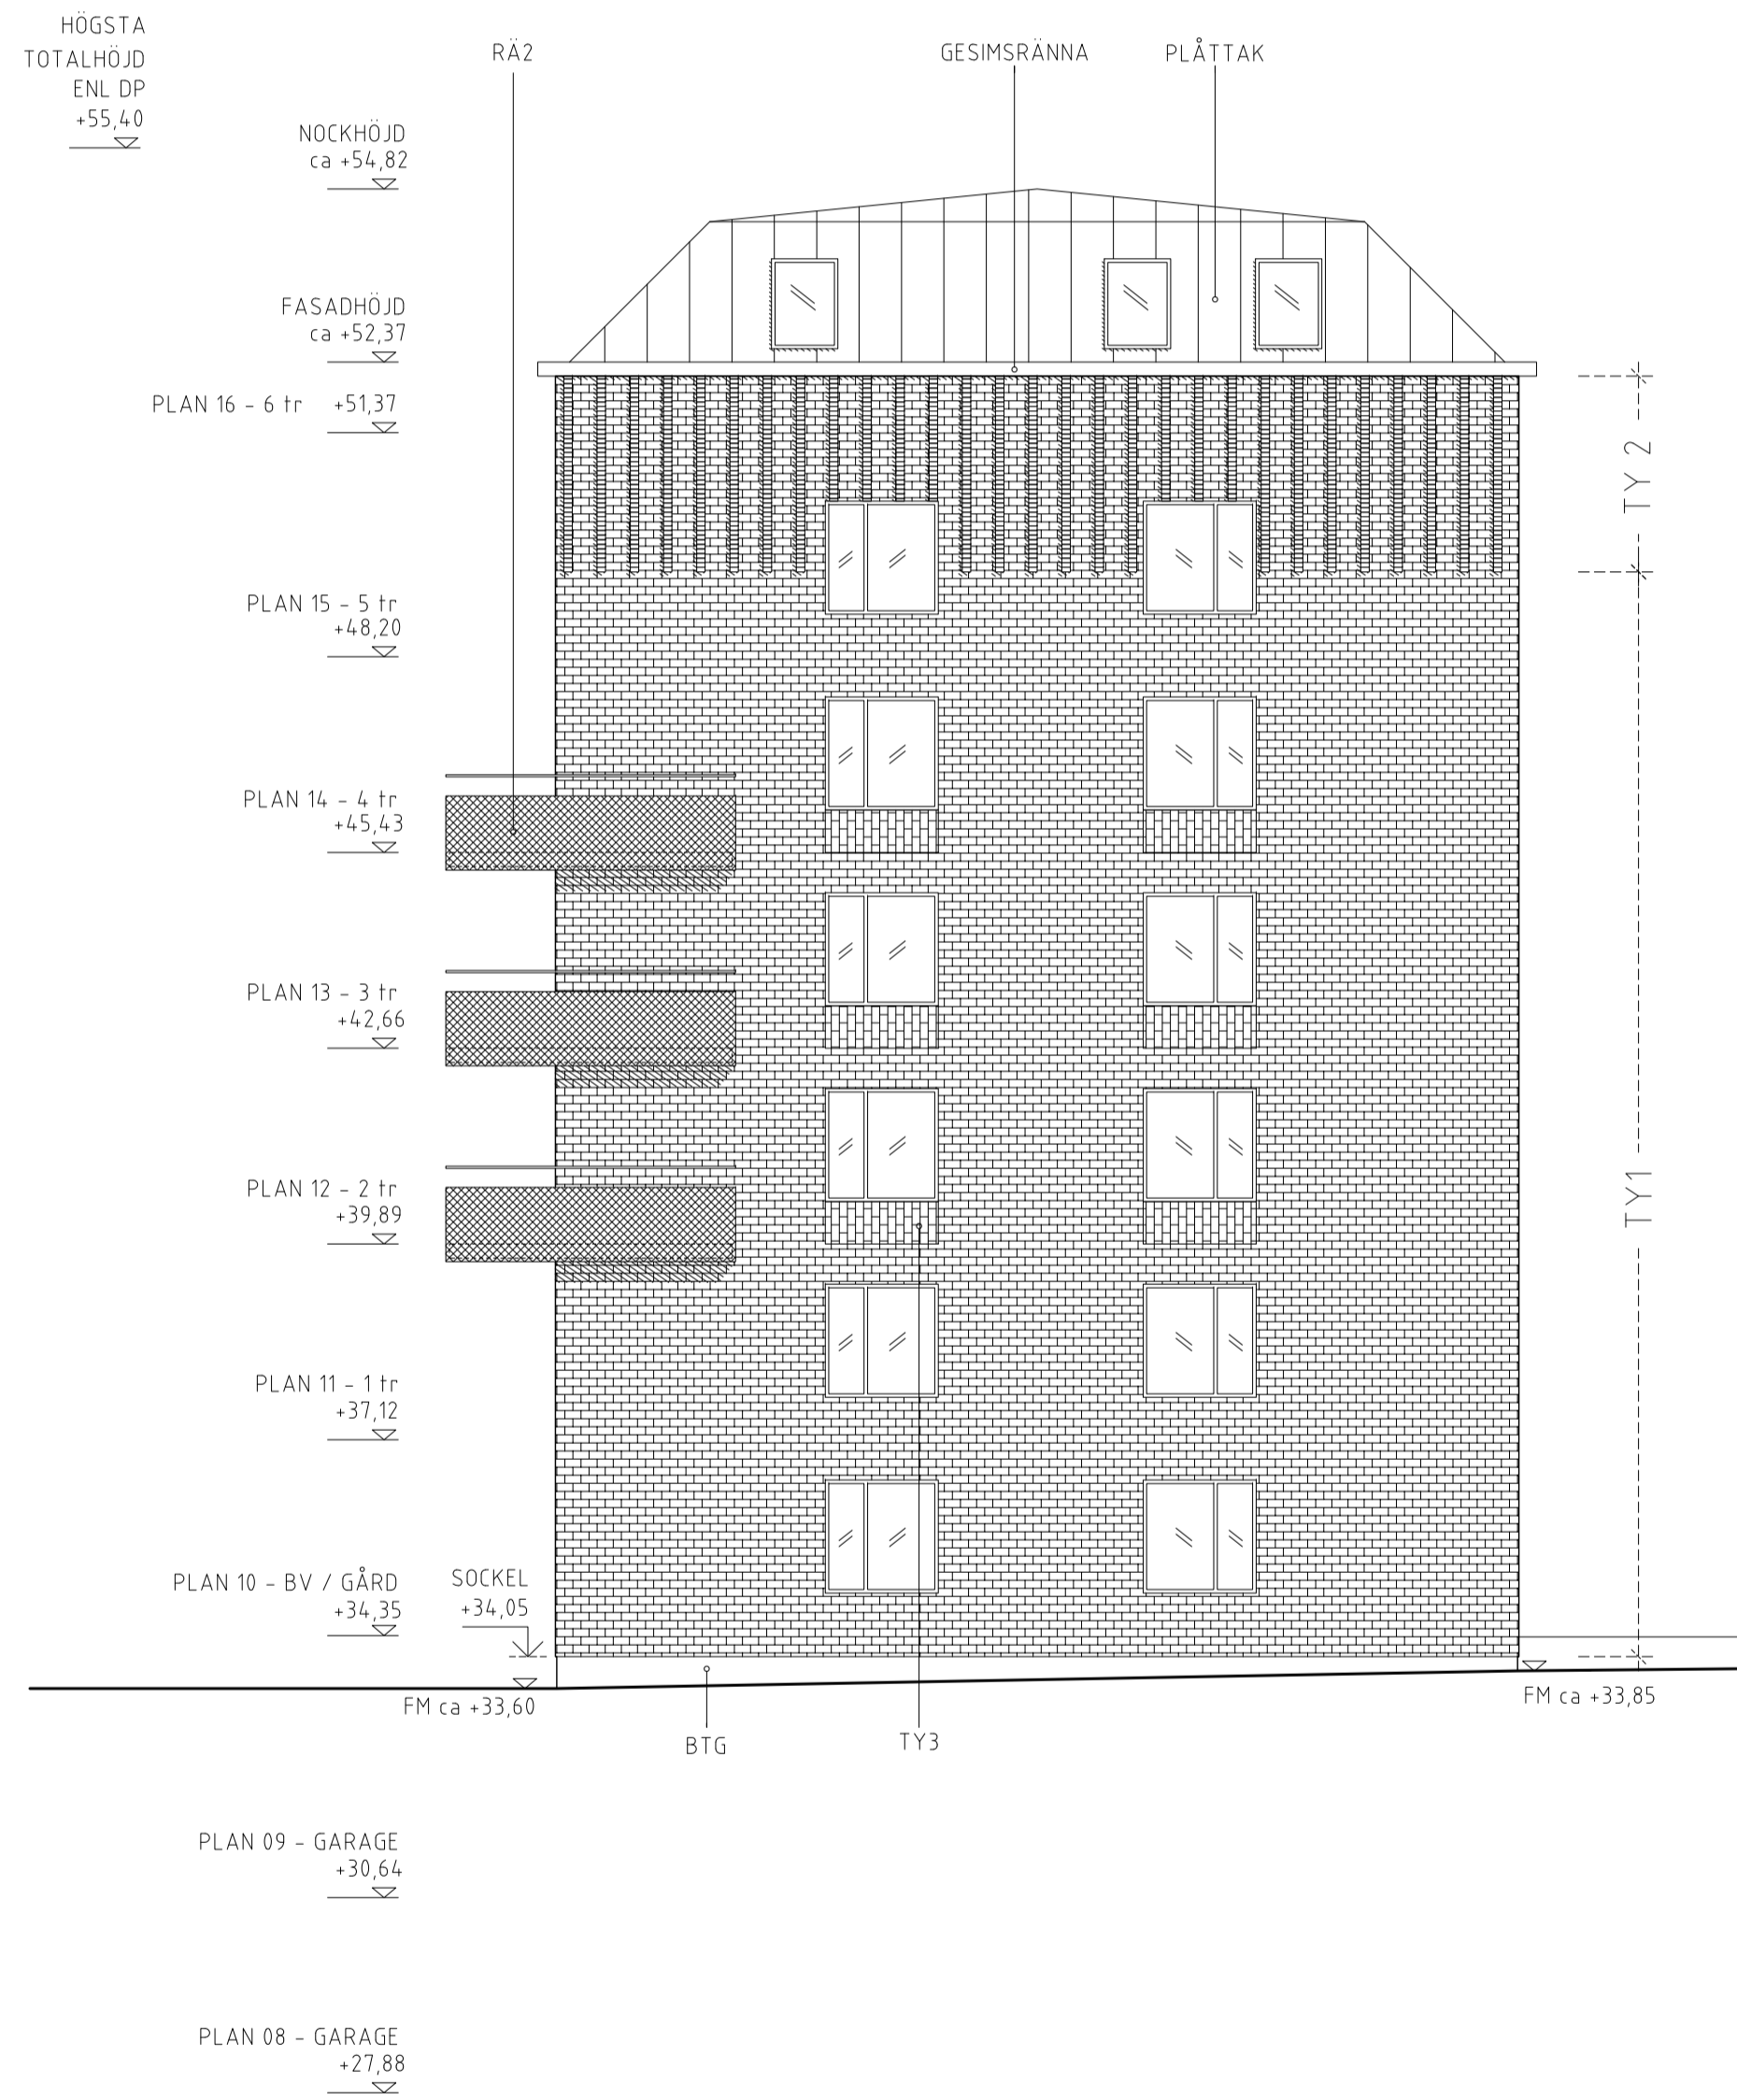 HÖGSTA
TOTALHÖJD
ENL DP
+55,40
RÄ2
GESIMSRÄNNA
PLÅTTAK
NOCKHÖJD
ca +54,82
FASADHÖJD
ca +52,37
PLAN 16 - 6 tr +51,37
TY 2
PLAN 15 - 5 tr
+48,20
PLAN 14 - 4 tr
+45,43
PLAN 13 - 3 tr
+42,66
PLAN 12 - 2 tr
+39,89
TY1
PLAN 11 - 1 tr
+37,12
PLAN 10 - BV / GÅRD
+34,35
SOCKEL
+34,05
FM ca +33,60
FM ca +33,85
BTG
TY3
PLAN 09 - GARAGE
+30,64
PLAN 08 - GARAGE
+27,88